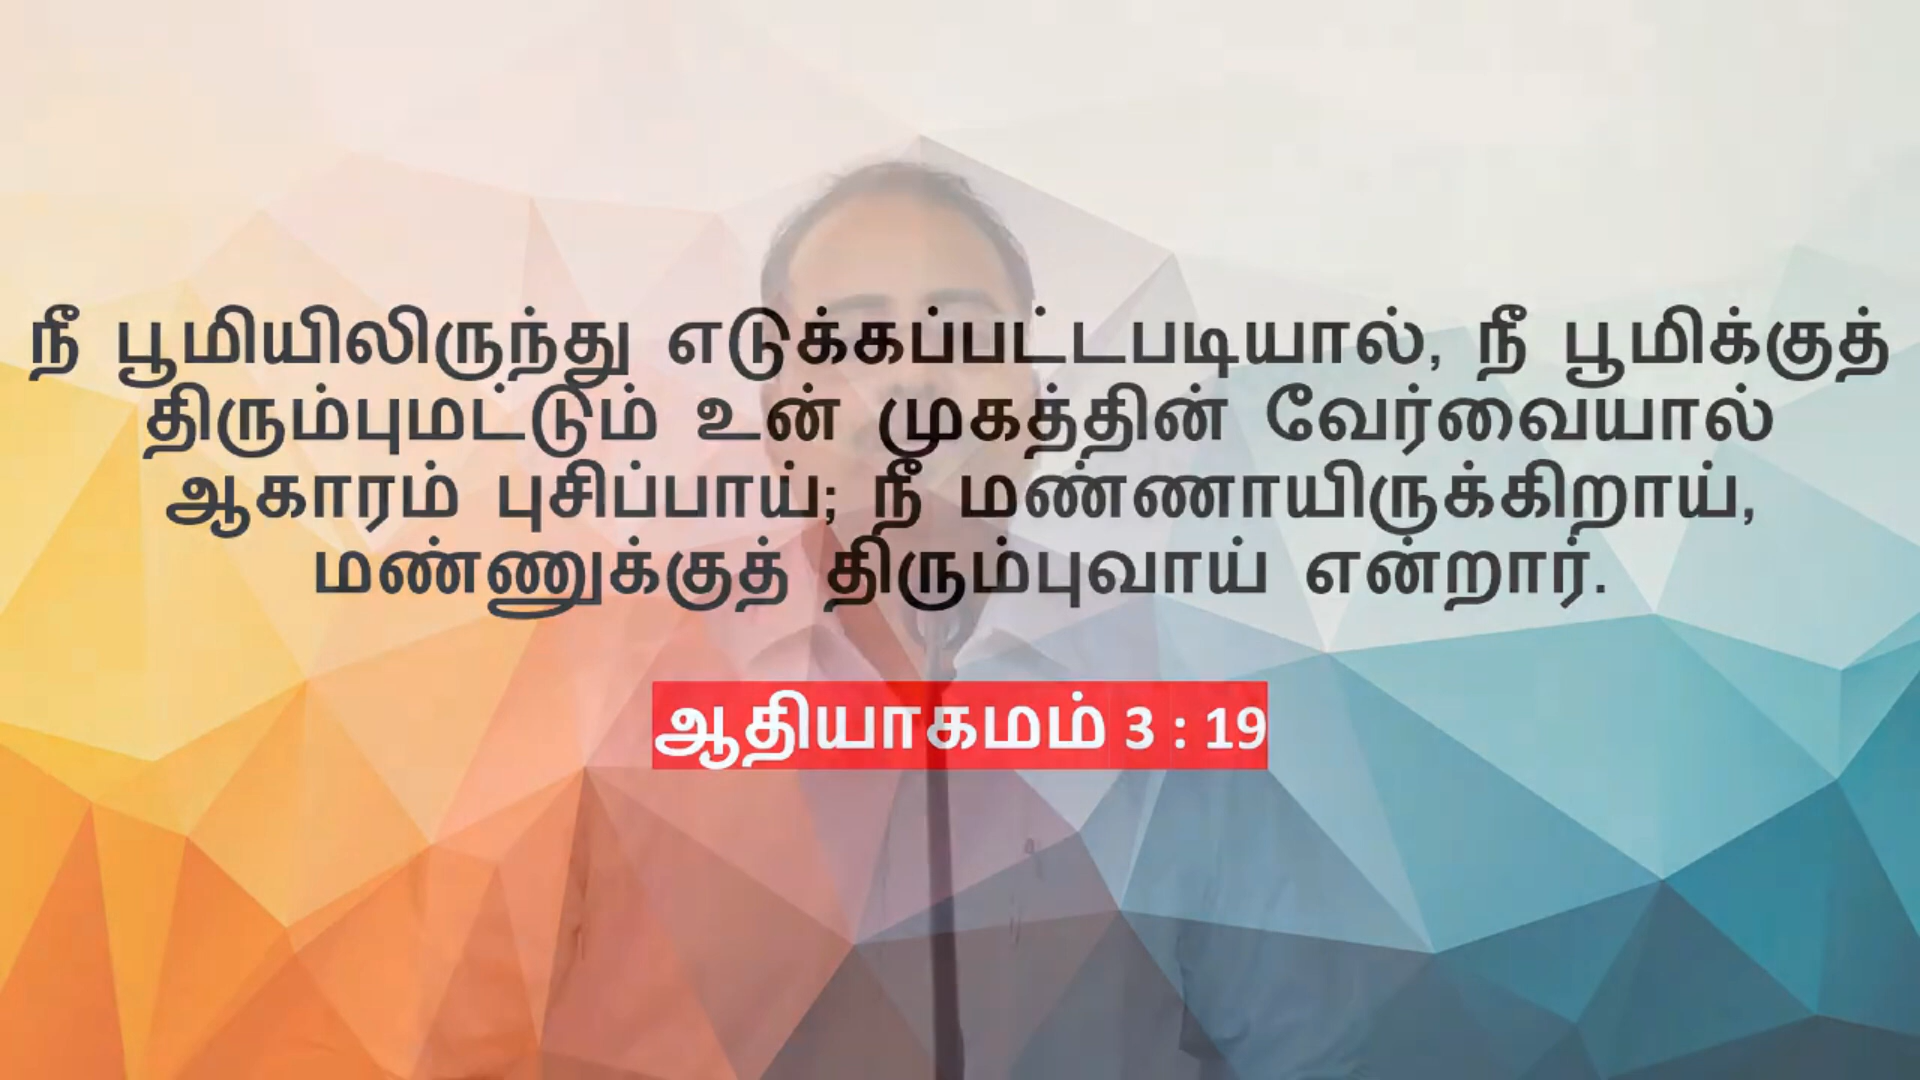 நீ பூமியிலிருந்து எடுக்கப்பட்டபடியால், நீ பூமிக்குத்
திரும்புமட்டும் உன் முகத்தின் வேர்வையால்
ஆகாரம் புசிப்பாய்; நீ மண்ணாயிருக்கிறாய்,
மண்ணுக்குத் திரும்புவாய் என்றார்.
ஆதியாகமம் 3 : 19